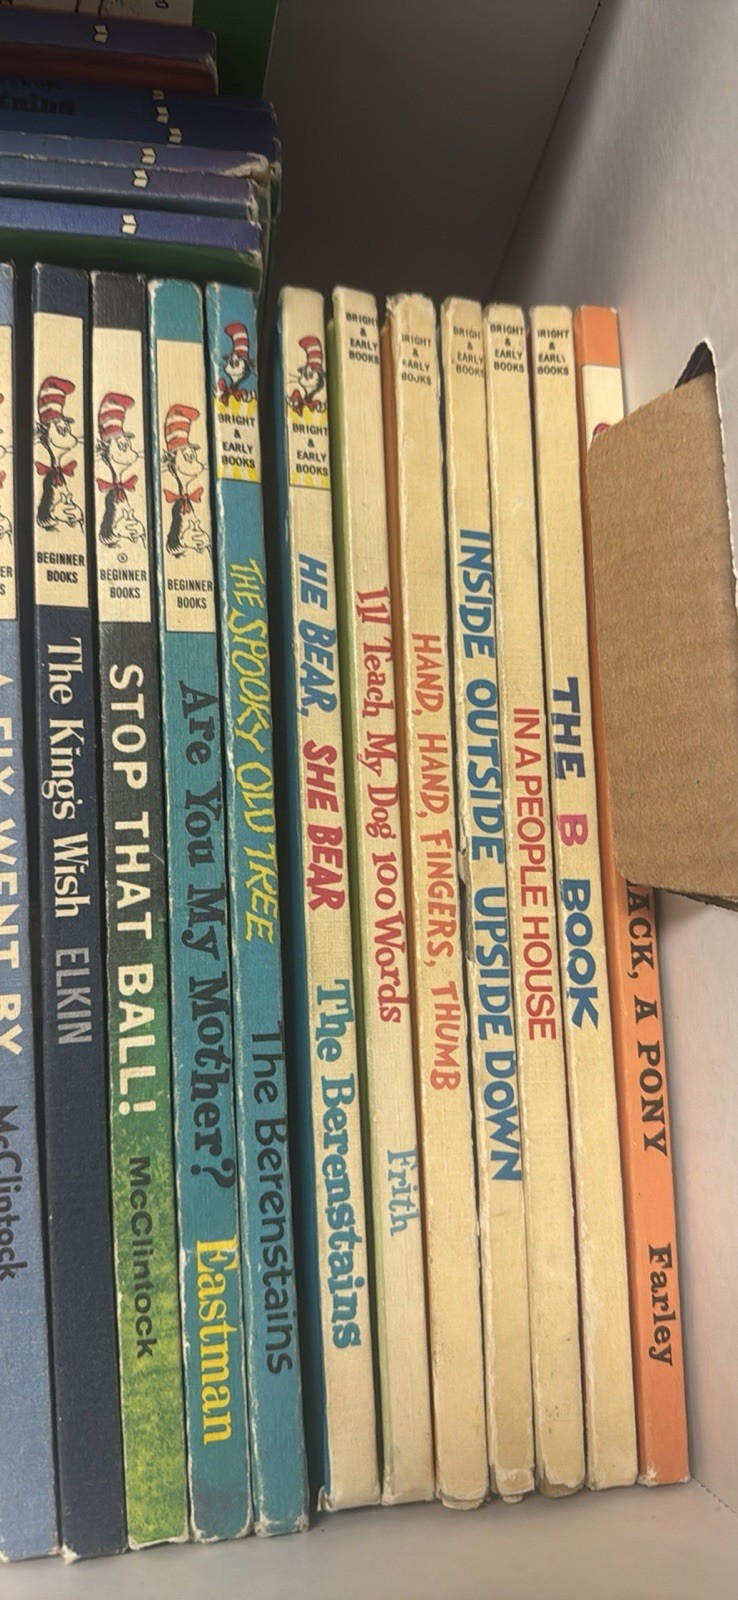 A FLY WENT BY McClintock
BEGINNER
BOOKS
The King's Wish ELKIN
BEGINNER
BOOKS
STOP THAT BALL! McClintock
BEGINNER
BOOKS
Are You My Mother? Eastman
BRIGHT
&
EARLY
BOOKS
THE SPOOKY OLD TREE The Berenstains
BRIGHT
&
EARLY
BOOKS
HE BEAR, SHE BEAR The Berenstains
BRIGHT
&
EARLY
BOOKS
I'll Teach My Dog 100 Words Frith
BRIGHT
&
EARLY
BOOKS
HAND, HAND, FINGERS, THUMB
BRIGHT
&
EARLY
BOOKS
INSIDE OUTSIDE UPSIDE DOWN
BRIGHT
&
EARLY
BOOKS
IN A PEOPLE HOUSE
BRIGHT
&
EARLY
BOOKS
THE B BOOK
ACK, A PONY Farley